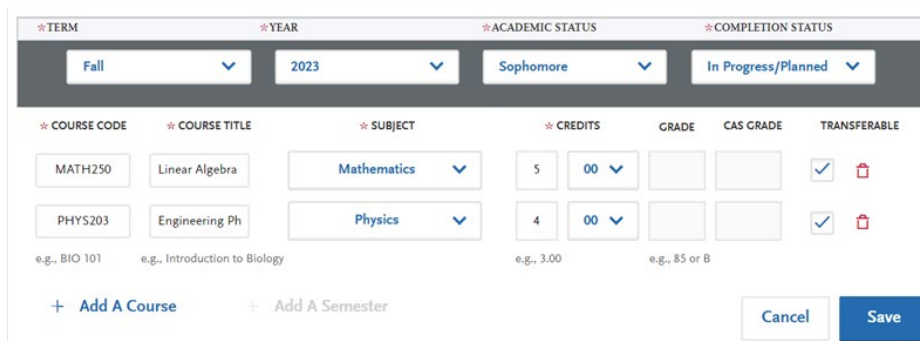 *TERM *YEAR *ACADEMIC STATUS *COMPLETION STATUS
Fall 2023 Sophomore In Progress/Planned
* COURSE CODE * COURSE TITLE * SUBJECT * CREDITS GRADE CAS GRADE TRANSFERABLE
MATH250 Linear Algebra Mathematics 5 00
PHYS203 Engineering Ph Physics 4 00
e.g., BIO 101 e.g., Introduction to Biology e.g., 3.00 e.g., 85 or B
+ Add A Course + Add A Semester
Cancel Save